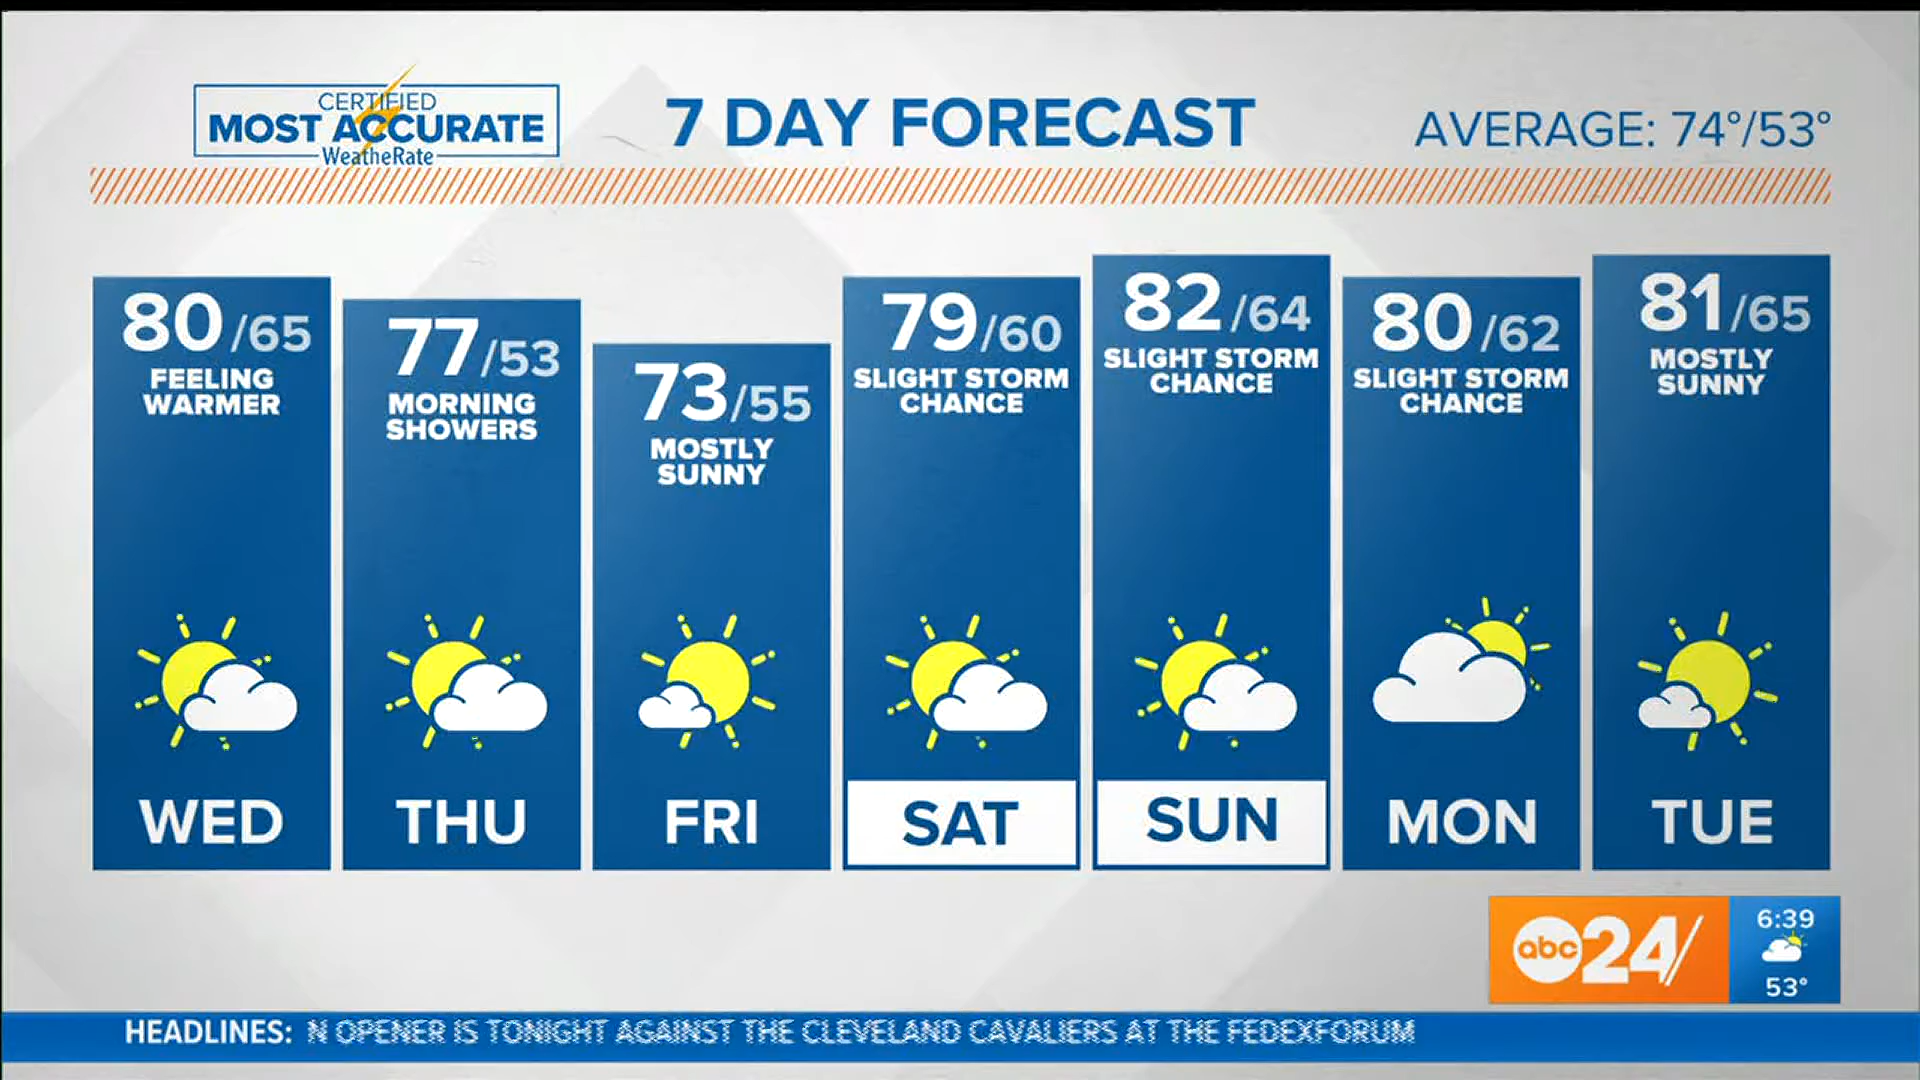 CERTIFIED
MOST ACCURATE
WeatheRate
7 DAY FORECAST
AVERAGE: 74°/53°
80/65
FEELING
WARMER
WED
77/53
MORNING
SHOWERS
THU
73/55
MOSTLY
SUNNY
FRI
79/60
SLIGHT STORM
CHANCE
SAT
82/64
SLIGHT STORM
CHANCE
SUN
80/62
SLIGHT STORM
CHANCE
MON
81/65
MOSTLY
SUNNY
TUE
abc 24/
6:39
53°
HEADLINES: N OPENER IS TONIGHT AGAINST THE CLEVELAND CAVALIERS AT THE FEDEXFORUM